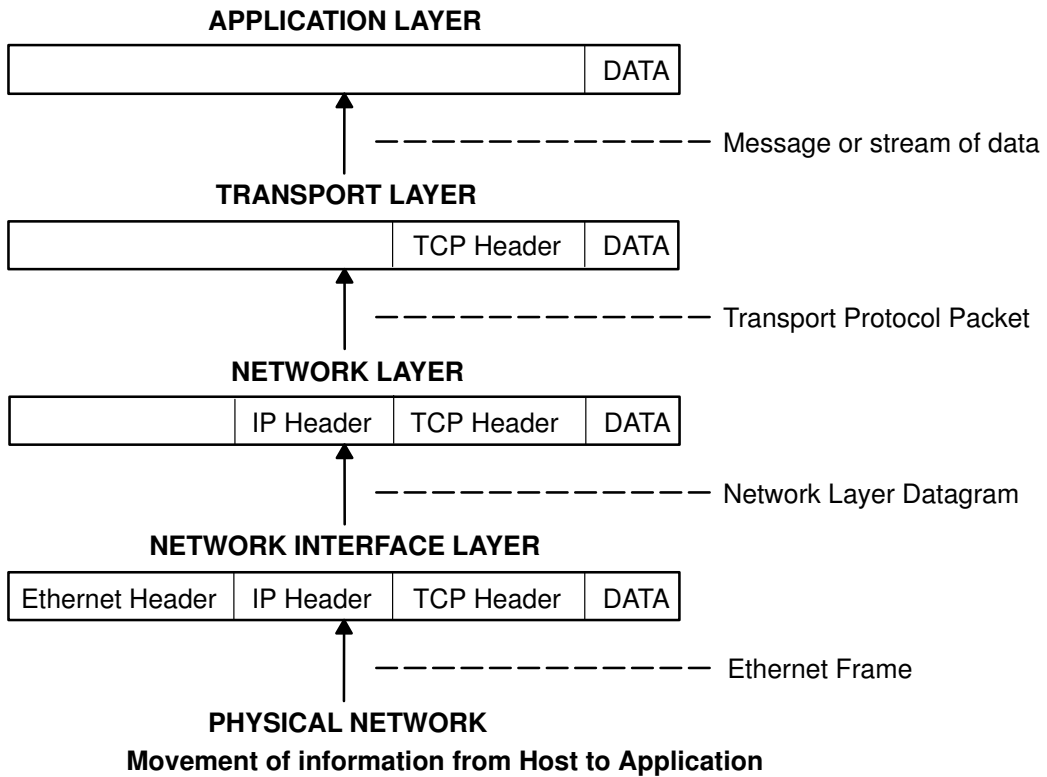 APPLICATION LAYER
DATA
Message or stream of data
TRANSPORT LAYER
TCP Header DATA
Transport Protocol Packet
NETWORK LAYER
IP Header TCP Header DATA
Network Layer Datagram
NETWORK INTERFACE LAYER
Ethernet Header IP Header TCP Header DATA
Ethernet Frame
PHYSICAL NETWORK
Movement of information from Host to Application